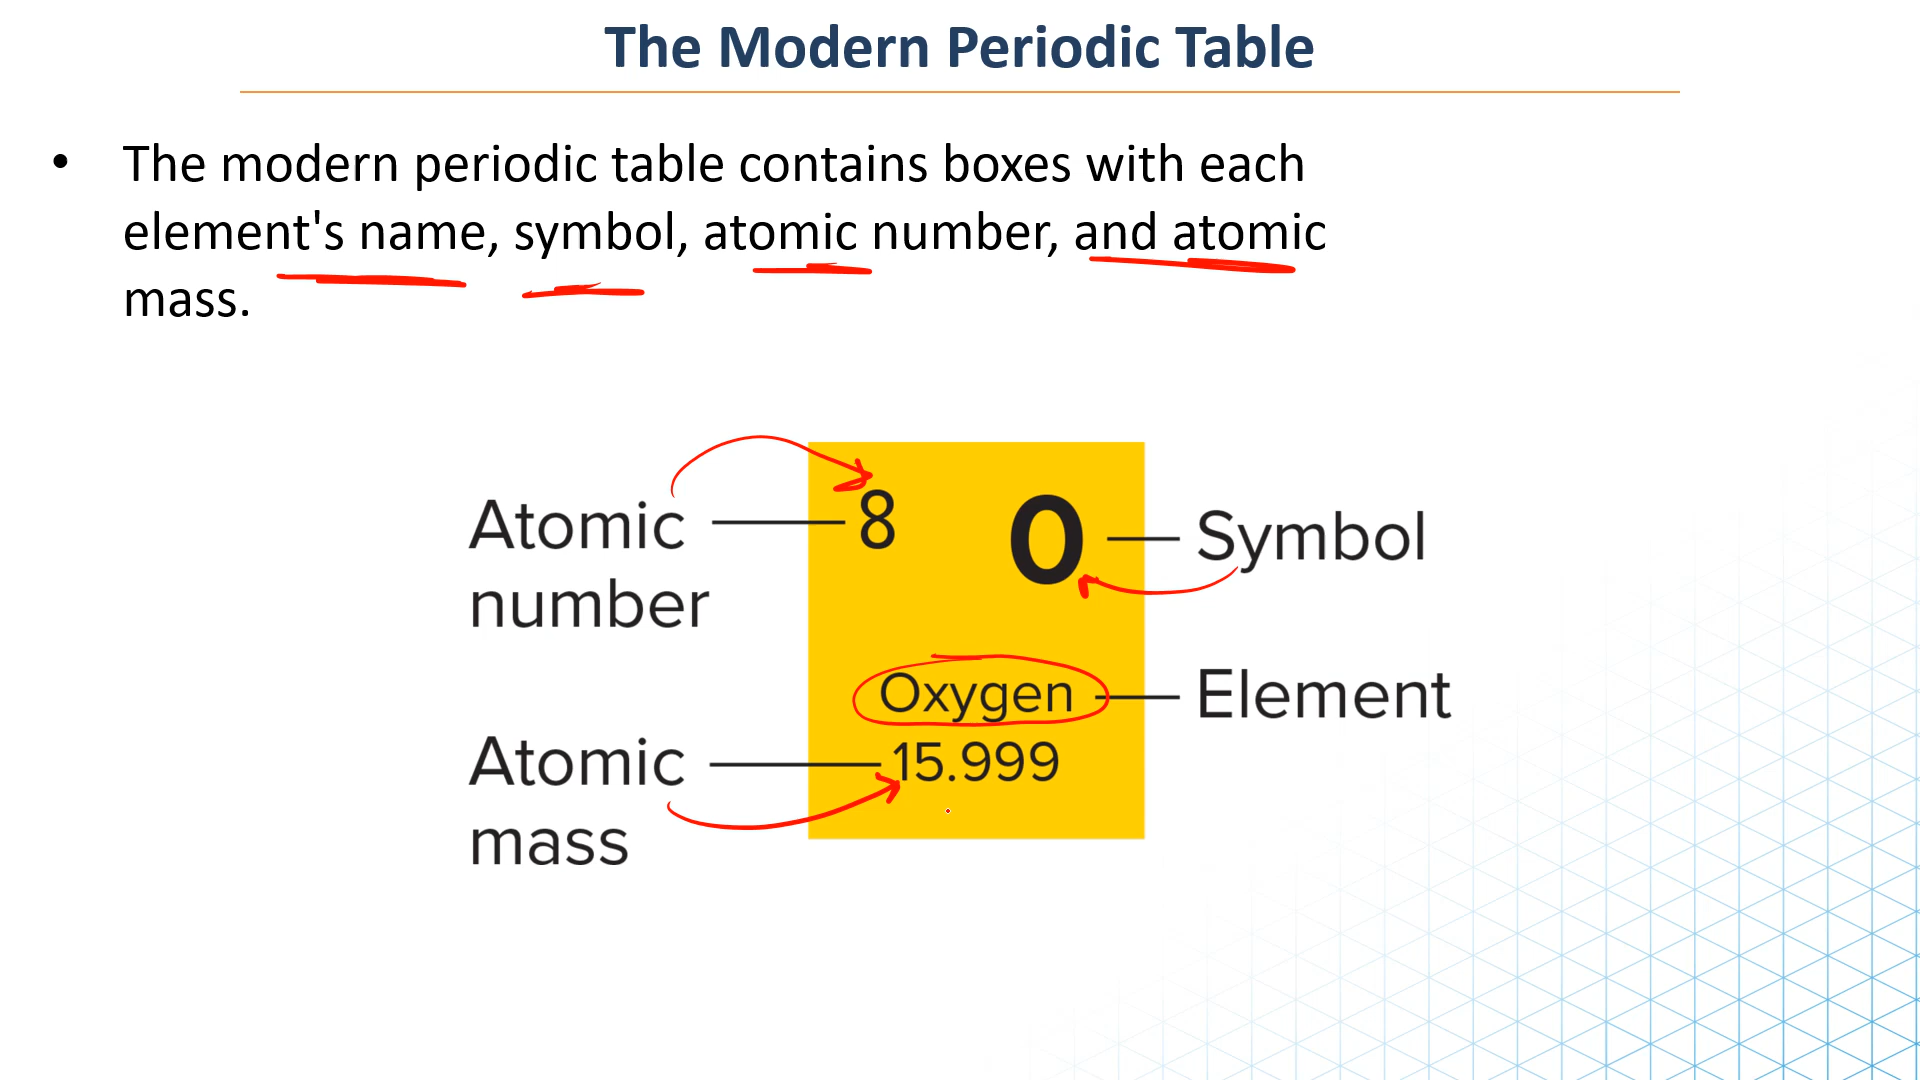 The Modern Periodic Table
• The modern periodic table contains boxes with each
element's name, symbol, atomic number, and atomic
mass.
Atomic
number
8
O
Symbol
Oxygen
Element
Atomic
mass
15.999